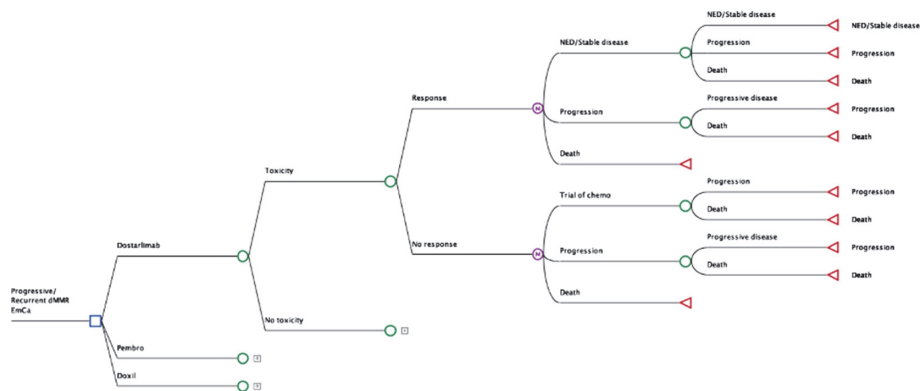 NED/Stable disease
NED/Stable disease
NED/Stable disease
Progression
Progression
Death
Death
Response
M
Progressive disease
Progression
Progression
Death
Death
Death
Toxicity
Progression
Progression
Trial of chemo
Death
Death
No response
M
Progressive disease
Progression
Progression
Death
Death
Death
Dostarlimab
Progressive/
Recurrent dMMR
EmCa
No toxicity
Pembro
Doxil